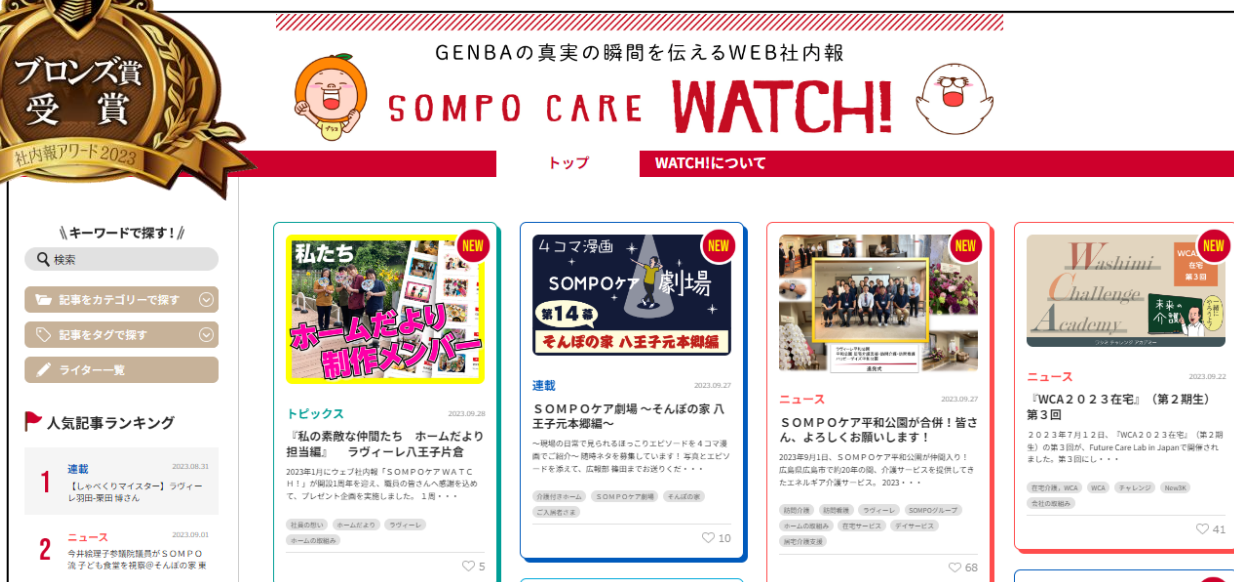 ブロンズ賞
受 賞
社内報アワード2023
GENBAの真実の瞬間を伝えるWEB社内報
SOMPO CARE WATCH!
トップ
WATCH!について
キーワードで探す！
検索
記事をカテゴリーで探す
記事をタグで探す
ライター一覧
人気記事ランキング
1
連載
2023.08.31
【しゃべくりマイスター】ラヴィー
レ羽田-栗田 博さん
2
ニュース
2023.09.01
今井絵理子参議院議員がＳＯＭＰＯ
流 子ども食堂を視察＠そんぽの家 東
NEW
私たち
ホームだより
制作メンバー
トピックス
2023.09.28
『私の素敵な仲間たち　ホームだより
担当編』　ラヴィーレ八王子片倉
2023年1月にウェブ社内報「ＳＯＭＰＯケアＷＡＴＣ
Ｈ！」が開設1周年を迎え、職員の皆さんへ感謝を込め
て、プレゼント企画を実施しました。 1周・・・
社員の想い
ホームだより
ラヴィーレ
ホームの取組み
5
NEW
4コマ漫画
SOMPOケア 劇場
第14幕
そんぽの家 八王子元本郷編
連載
2023.09.27
ＳＯＭＰＯケア劇場 ～そんぽの家 八
王子元本郷編～
～現場の日常で見られるほっこりエピソードを４コマ漫
画でご紹介～ 随時ネタを募集しています！ 写真とエピソ
ードを添えて、広報部 篠田までお送りくだ・・・
介護付きホーム
ＳＯＭＰＯケア劇場
そんぽの家
ご入居者さま
10
NEW
ニュース
2023.09.27
ＳＯＭＰＯケア平和公園が合併！皆さ
ん、よろしくお願いします！
2023年9月1日、ＳＯＭＰＯケア平和公園が仲間入り！
広島県広島市で約20年の間、介護サービスを提供してき
たエネルギア介護サービス。 2023・・・
訪問介護
訪問看護
ラヴィーレ
SOMPOグループ
ホームの取組み
在宅サービス
デイサービス
居宅介護支援
68
NEW
Washimi
Challenge
Academy
WCA
在宅
第3回
未来の
介護
ワシミ チャレンジ アカデミー
ニュース
2023.09.22
『WCA２０２３在宅』（第２期生）
第３回
２０２３年７月１２日、『WCA２０２３在宅』（第２期
生）の第３回が、Future Care Lab in Japanで開催され
ました。第３回にし・・・
在宅介護、WCA
WCA
チャレンジ
New3K
会社の取組み
41